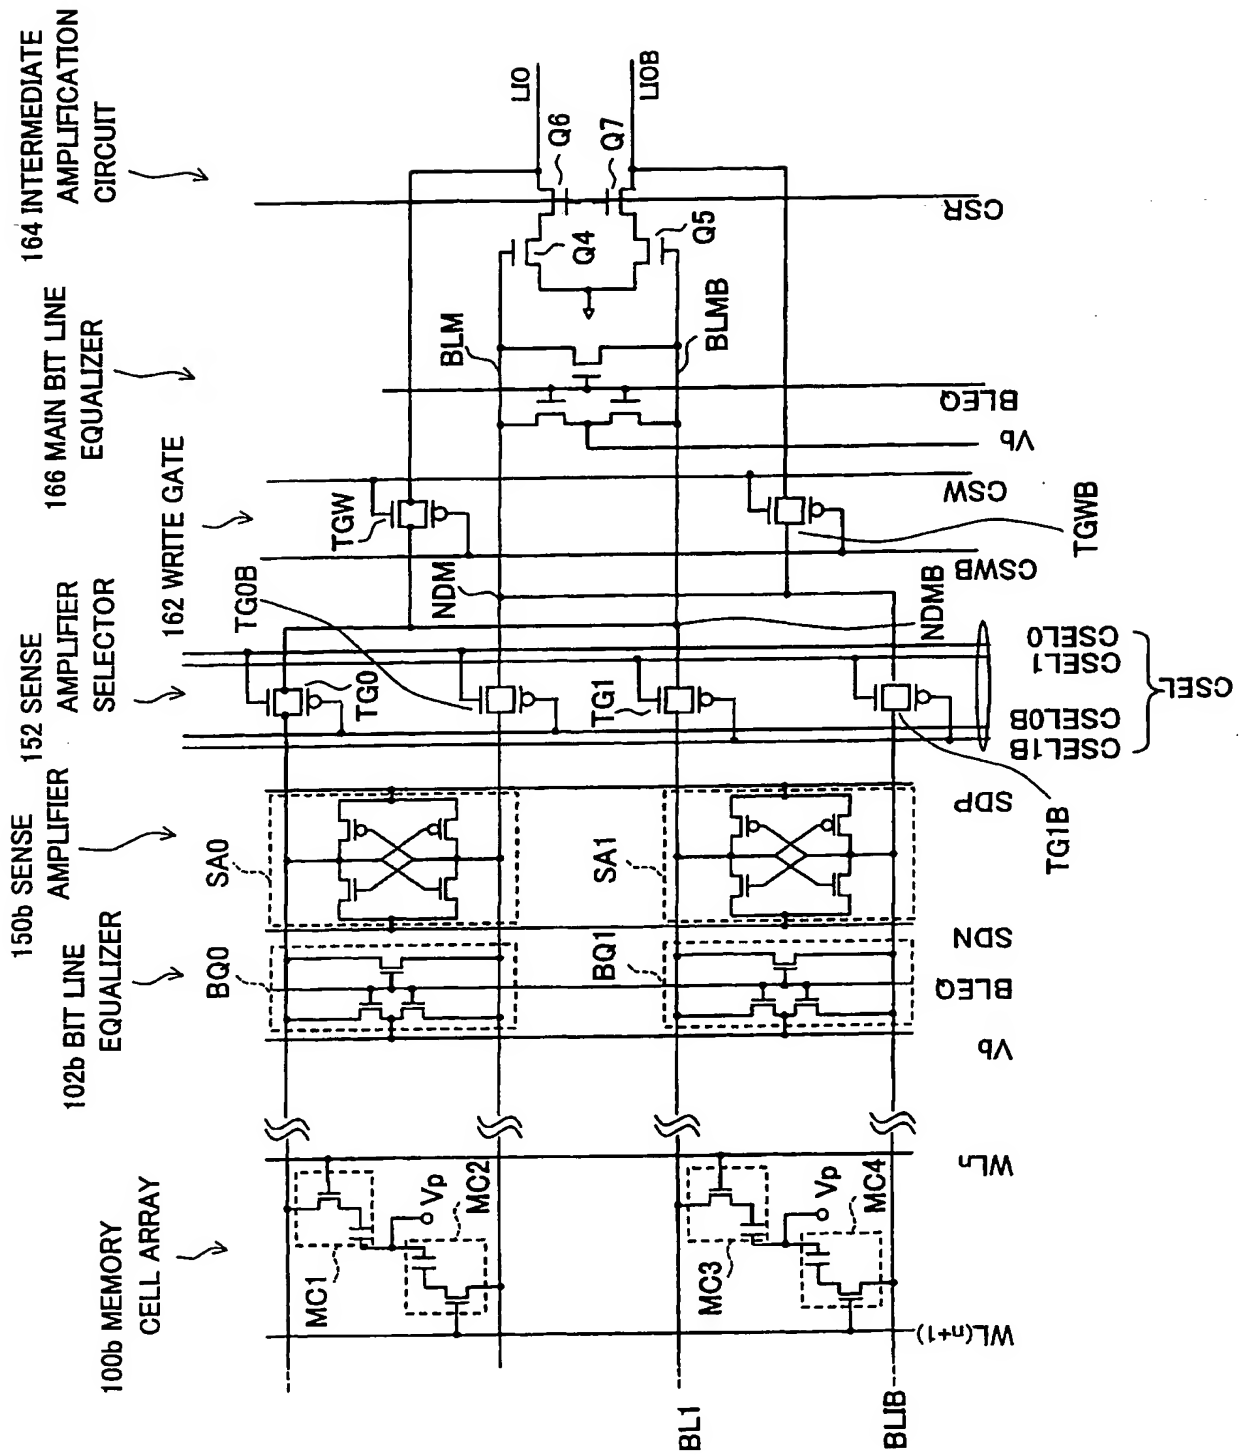 164 INTERMEDIATE
AMPLIFICATION
CIRCUIT
166 MAIN BIT LINE
EQUALIZER
162 WRITE GATE
152 SENSE
AMPLIFIER
SELECTOR
150b SENSE
AMPLIFIER
102b BIT LINE
EQUALIZER
100b MEMORY
CELL ARRAY
LIO
LIOB
Q6
Q7
Q4
Q5
CSR
BLM
BLMB
BLEQ
Vb
CSW
CSWB
TGW
TGWB
TG0B
NDM
NDMB
TG0
TG1
TG1B
CSEL0
CSEL1
CSEL0B
CSEL1B
CSEL
SA0
SA1
SDP
SDN
BQ0
BQ1
BLEQ
Vb
WLn
WL(n+1)
MC1
MC2
Vp
MC3
MC4
Vp
BL1
BLIB